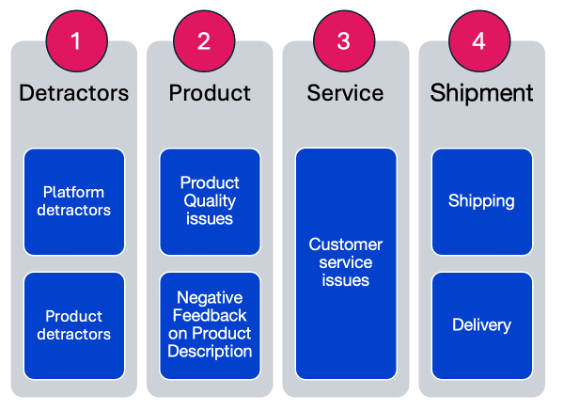 1
Detractors
Platform
detractors
Product
detractors
2
Product
Product
Quality
issues
Negative
Feedback
on Product
Description
3
Service
Customer
service
issues
4
Shipment
Shipping
Delivery